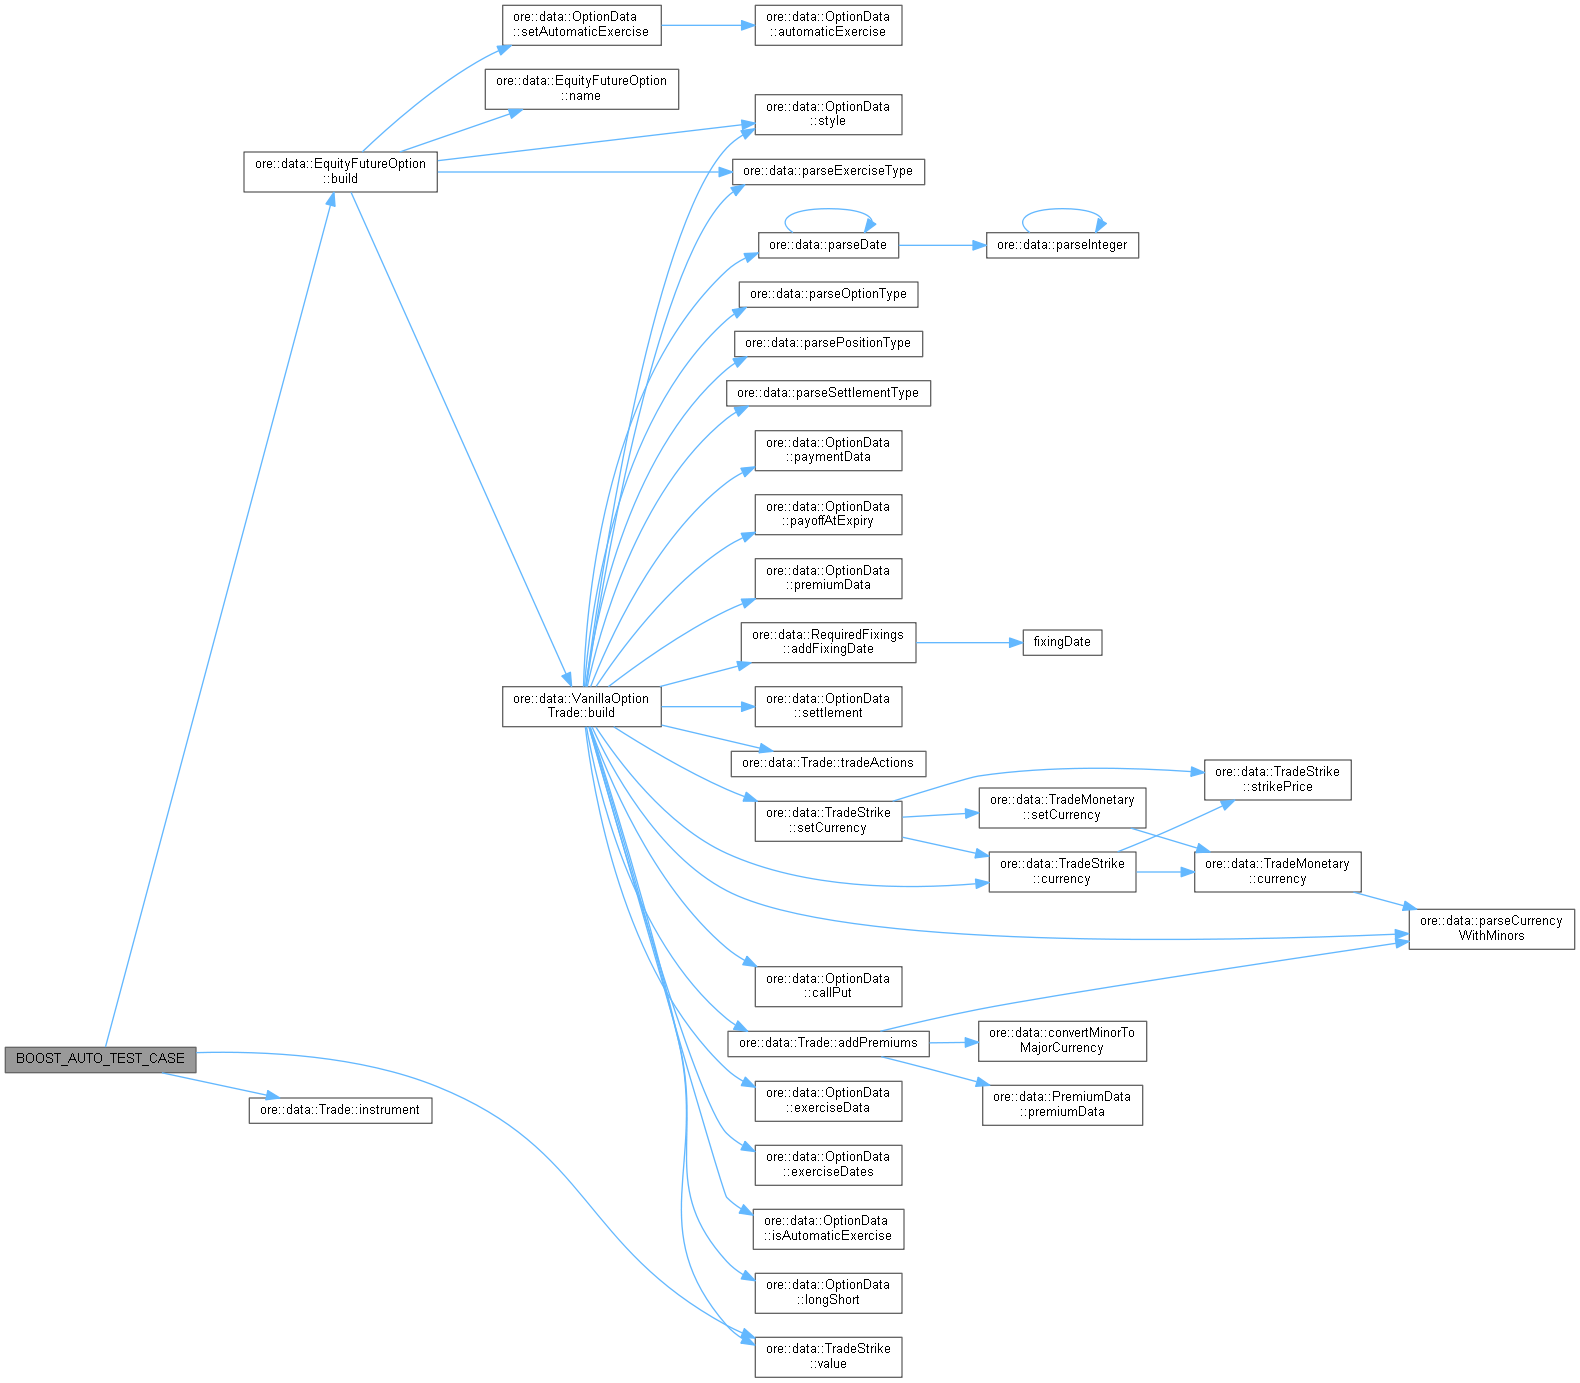 ore::data::OptionData
::setAutomaticExercise
ore::data::OptionData
::automaticExercise
ore::data::EquityFutureOption
::name
ore::data::OptionData
::style
ore::data::EquityFutureOption
::build
ore::data::parseExerciseType
ore::data::parseDate
ore::data::parseInteger
ore::data::parseOptionType
ore::data::parsePositionType
ore::data::parseSettlementType
ore::data::OptionData
::paymentData
ore::data::OptionData
::payoffAtExpiry
ore::data::OptionData
::premiumData
ore::data::RequiredFixings
::addFixingDate
fixingDate
ore::data::VanillaOption
Trade::build
ore::data::OptionData
::settlement
ore::data::Trade::tradeActions
ore::data::TradeStrike
::strikePrice
ore::data::TradeStrike
::setCurrency
ore::data::TradeMonetary
::setCurrency
ore::data::TradeStrike
::currency
ore::data::TradeMonetary
::currency
ore::data::parseCurrency
WithMinors
ore::data::OptionData
::callPut
ore::data::Trade::addPremiums
ore::data::convertMinorTo
MajorCurrency
BOOST_AUTO_TEST_CASE
ore::data::Trade::instrument
ore::data::OptionData
::exerciseData
ore::data::PremiumData
::premiumData
ore::data::OptionData
::exerciseDates
ore::data::OptionData
::isAutomaticExercise
ore::data::OptionData
::longShort
ore::data::TradeStrike
::value